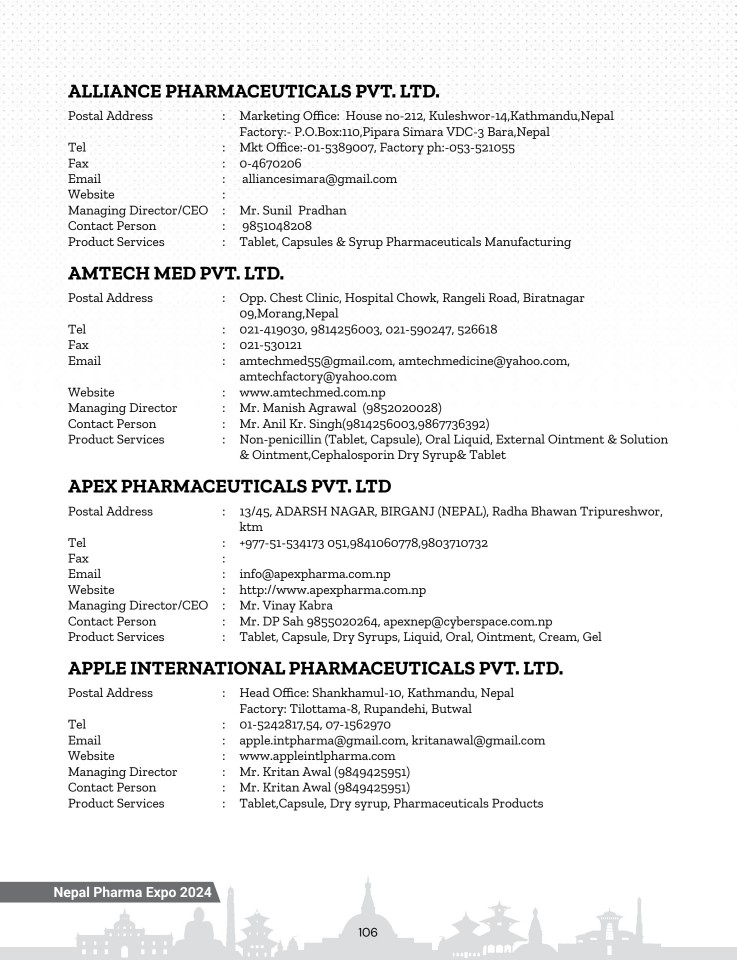 ALLIANCE PHARMACEUTICALS PVT. LTD.
Postal Address : Marketing Office: House no-212, Kuleshwor-14,Kathmandu,Nepal
Factory:- P.O.Box:110,Pipara Simara VDC-3 Bara,Nepal
Tel : Mkt Office:-01-5389007, Factory ph:-053-521055
Fax : 0-4670206
Email : alliancesimara@gmail.com
Website :
Managing Director/CEO : Mr. Sunil Pradhan
Contact Person : 9851048208
Product Services : Tablet, Capsules & Syrup Pharmaceuticals Manufacturing
AMTECH MED PVT. LTD.
Postal Address : Opp. Chest Clinic, Hospital Chowk, Rangeli Road, Biratnagar
09,Morang,Nepal
Tel : 021-419030, 9814256003, 021-590247, 526618
Fax : 021-530121
Email : amtechmed55@gmail.com, amtechmedicine@yahoo.com,
amtechfactory@yahoo.com
Website : www.amtechmed.com.np
Managing Director : Mr. Manish Agrawal (9852020028)
Contact Person : Mr. Anil Kr. Singh(9814256003,9867736392)
Product Services : Non-penicillin (Tablet, Capsule), Oral Liquid, External Ointment & Solution
& Ointment,Cephalosporin Dry Syrup& Tablet
APEX PHARMACEUTICALS PVT. LTD
Postal Address : 13/45, ADARSH NAGAR, BIRGANJ (NEPAL), Radha Bhawan Tripureshwor,
ktm
Tel : +977-51-534173 051,9841060778,9803710732
Fax :
Email : info@apexpharma.com.np
Website : http://www.apexpharma.com.np
Managing Director/CEO : Mr. Vinay Kabra
Contact Person : Mr. DP Sah 9855020264, apexnep@cyberspace.com.np
Product Services : Tablet, Capsule, Dry Syrups, Liquid, Oral, Ointment, Cream, Gel
APPLE INTERNATIONAL PHARMACEUTICALS PVT. LTD.
Postal Address : Head Office: Shankhamul-10, Kathmandu, Nepal
Factory: Tilottama-8, Rupandehi, Butwal
Tel : 01-5242817,54, 07-1562970
Email : apple.intpharma@gmail.com, kritanawal@gmail.com
Website : www.appleintlpharma.com
Managing Director : Mr. Kritan Awal (9849425951)
Contact Person : Mr. Kritan Awal (9849425951)
Product Services : Tablet,Capsule, Dry syrup, Pharmaceuticals Products
Nepal Pharma Expo 2024
106